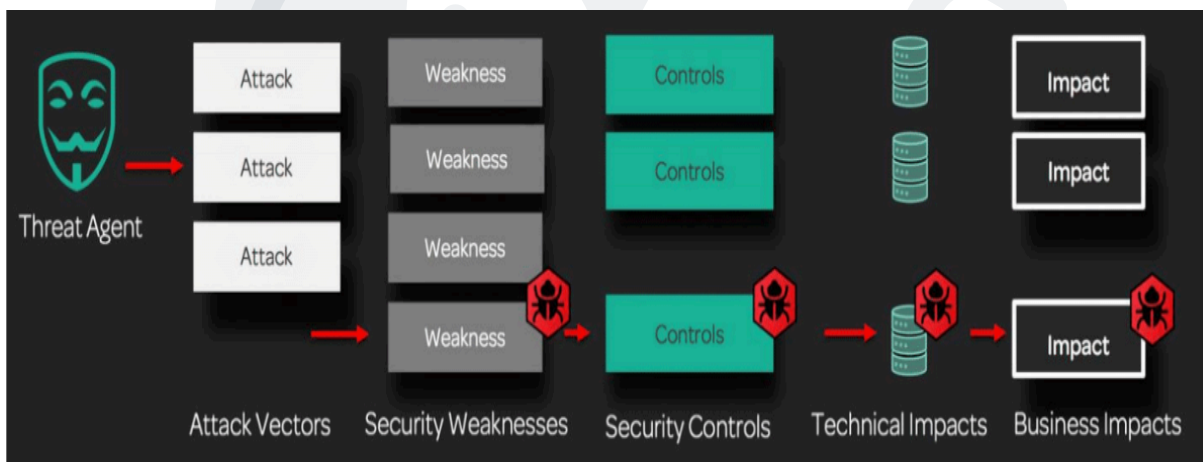 Threat Agent
Attack
Attack
Attack
Attack Vectors
Weakness
Weakness
Weakness
Weakness
Security Weaknesses
Controls
Controls
Controls
Security Controls
Technical Impacts
Impact
Impact
Impact
Business Impacts